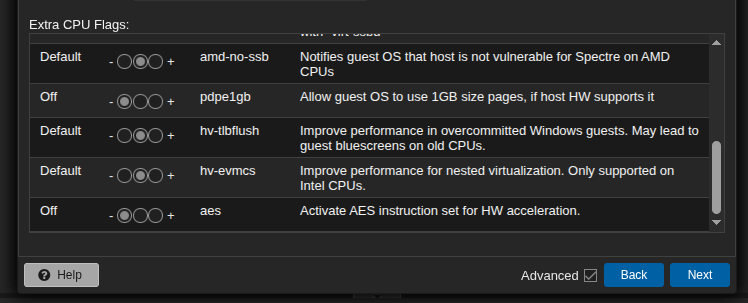 Extra CPU Flags:
with "virt-ssbd"
Default - + amd-no-ssb Notifies guest OS that host is not vulnerable for Spectre on AMD
CPUs
Off - + pdpe1gb Allow guest OS to use 1GB size pages, if host HW supports it
Default - + hv-tlbflush Improve performance in overcommitted Windows guests. May lead to
guest bluescreens on old CPUs.
Default - + hv-evmcs Improve performance for nested virtualization. Only supported on
Intel CPUs.
Off - + aes Activate AES instruction set for HW acceleration.
? Help
Advanced
Back
Next